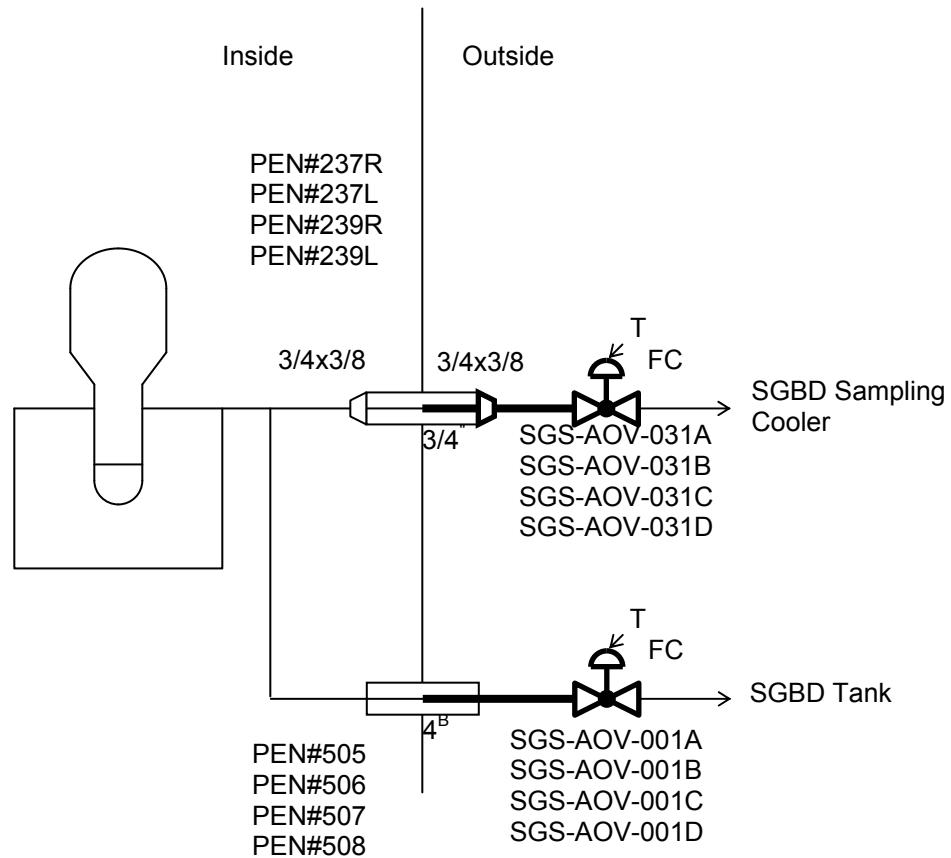 Inside
Outside
PEN#237R
PEN#237L
PEN#239R
PEN#239L
T
FC
3/4x3/8
3/4x3/8
SGBD Sampling
Cooler
3/4"
SGS-AOV-031A
SGS-AOV-031B
SGS-AOV-031C
SGS-AOV-031D
T
FC
SGBD Tank
4ᴮ
PEN#505
PEN#506
PEN#507
PEN#508
SGS-AOV-001A
SGS-AOV-001B
SGS-AOV-001C
SGS-AOV-001D